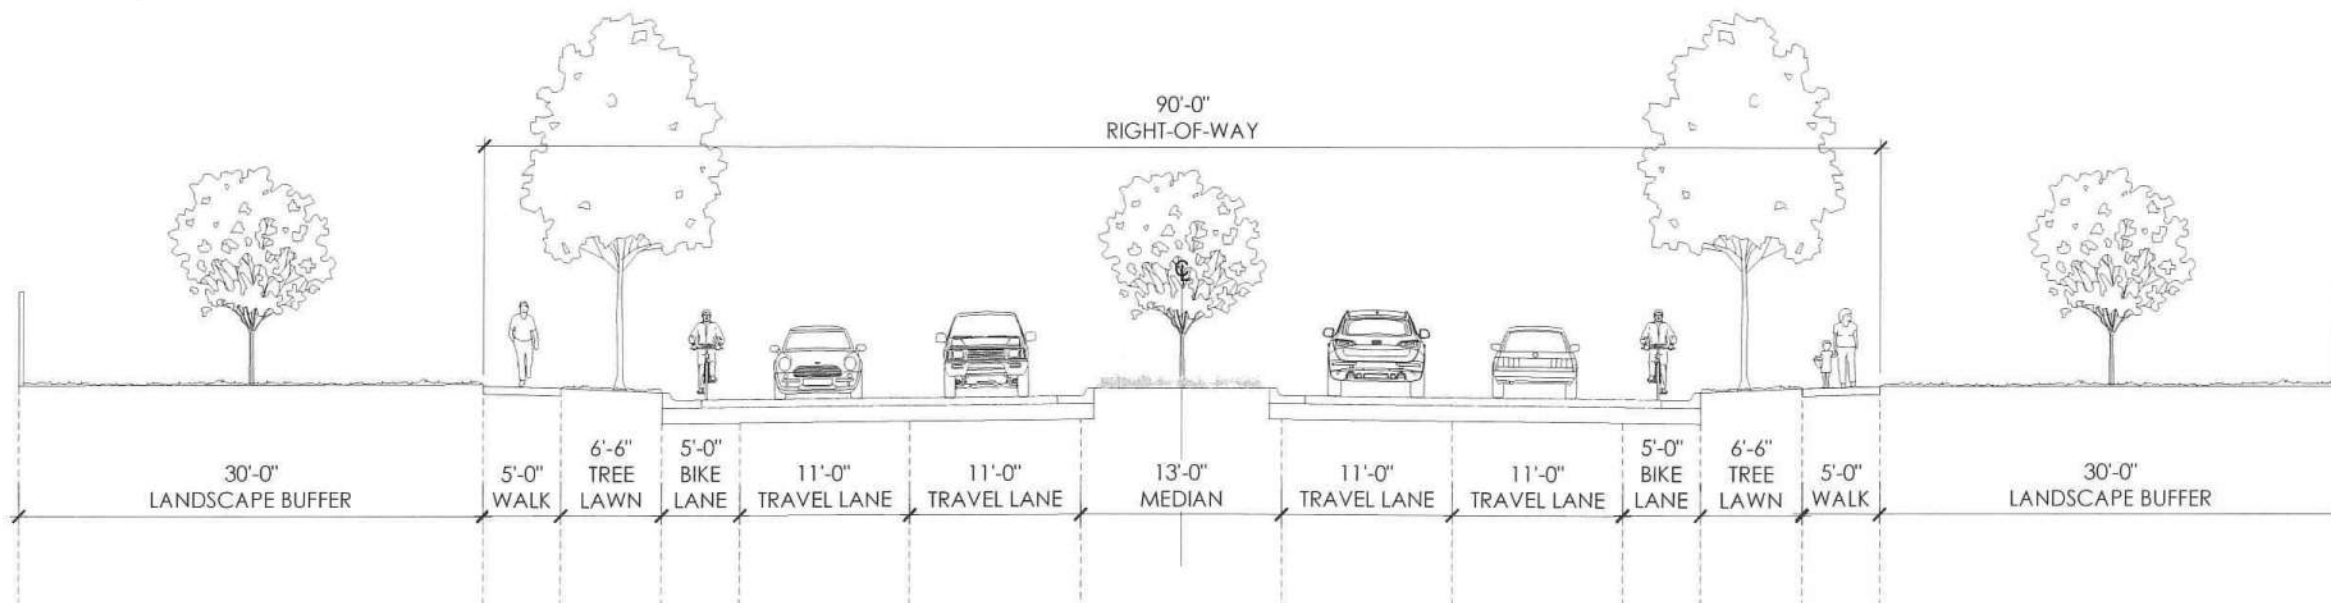 90'-0"
RIGHT-OF-WAY
℄
30'-0"
LANDSCAPE BUFFER
5'-0"
WALK
6'-6"
TREE
LAWN
5'-0"
BIKE
LANE
11'-0"
TRAVEL LANE
11'-0"
TRAVEL LANE
13'-0"
MEDIAN
11'-0"
TRAVEL LANE
11'-0"
TRAVEL LANE
5'-0"
BIKE
LANE
6'-6"
TREE
LAWN
5'-0"
WALK
30'-0"
LANDSCAPE BUFFER